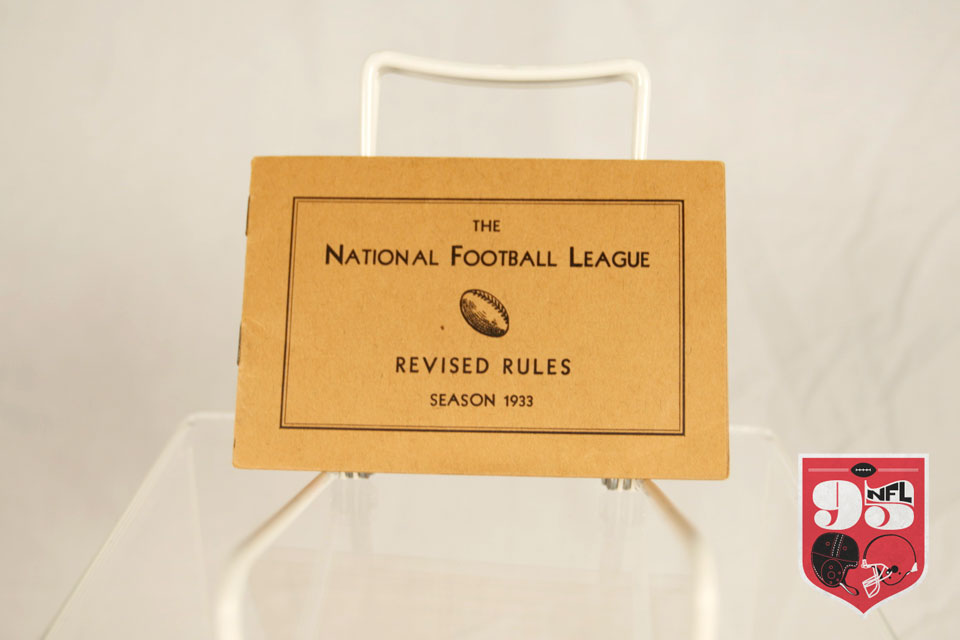 THE
NATIONAL FOOTBALL LEAGUE
REVISED RULES
SEASON 1933
95
NFL